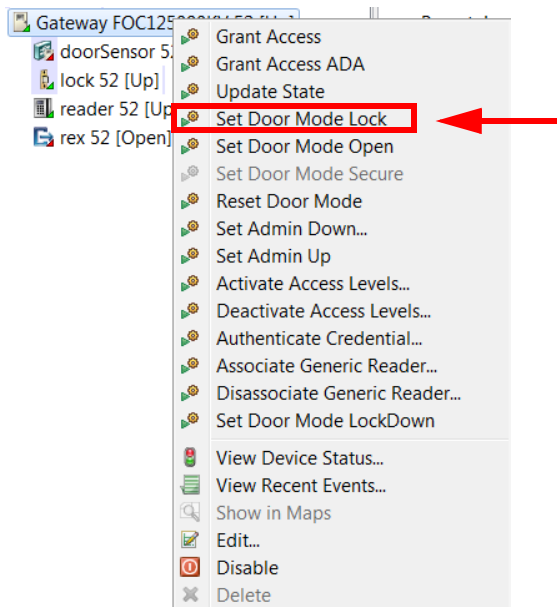 Gateway
Grant Access
doorSensor 52
Grant Access ADA
lock 52 [Up]
Update State
reader 52 [Up
Set Door Mode Lock
rex 52 [Open]
Set Door Mode Open
Set Door Mode Secure
Reset Door Mode
Set Admin Down...
Set Admin Up
Activate Access Levels...
Deactivate Access Levels...
Authenticate Credential...
Associate Generic Reader...
Disassociate Generic Reader...
Set Door Mode LockDown
View Device Status...
View Recent Events...
Show in Maps
Edit...
Disable
Delete